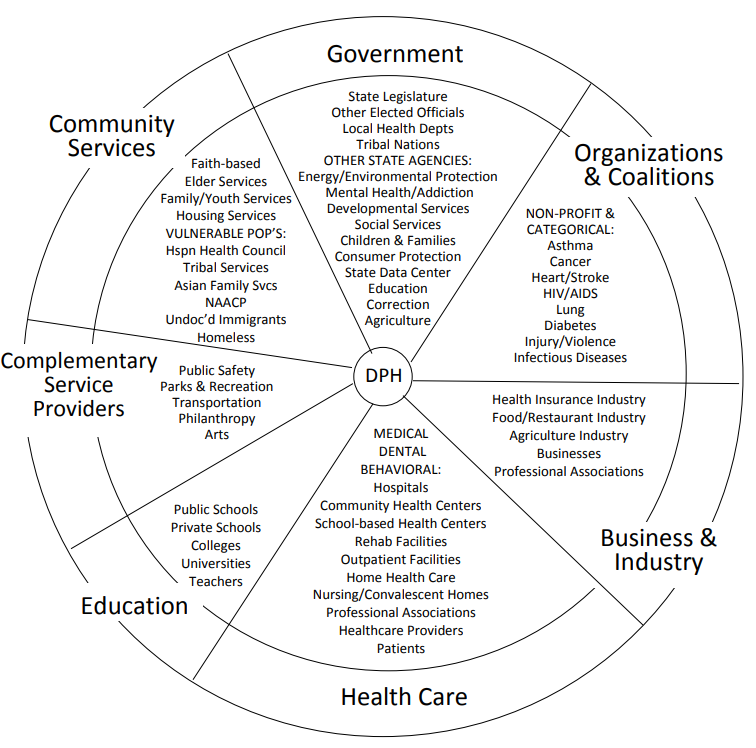 Government
State Legislature
Other Elected Officials
Local Health Depts
Tribal Nations
OTHER STATE AGENCIES:
Energy/Environmental Protection
Mental Health/Addiction
Developmental Services
Social Services
Children & Families
Consumer Protection
State Data Center
Education
Correction
Agriculture
Organizations
& Coalitions
NON-PROFIT &
CATEGORICAL:
Asthma
Cancer
Heart/Stroke
HIV/AIDS
Lung
Diabetes
Injury/Violence
Infectious Diseases
Business &
Industry
Health Insurance Industry
Food/Restaurant Industry
Agriculture Industry
Businesses
Professional Associations
Health Care
MEDICAL
DENTAL
BEHAVIORAL:
Hospitals
Community Health Centers
School-based Health Centers
Rehab Facilities
Outpatient Facilities
Home Health Care
Nursing/Convalescent Homes
Professional Associations
Healthcare Providers
Patients
Education
Public Schools
Private Schools
Colleges
Universities
Teachers
Complementary
Service
Providers
Public Safety
Parks & Recreation
Transportation
Philanthropy
Arts
Community
Services
Faith-based
Elder Services
Family/Youth Services
Housing Services
VULNERABLE POP'S:
Hspn Health Council
Tribal Services
Asian Family Svcs
NAACP
Undoc'd Immigrants
Homeless
DPH